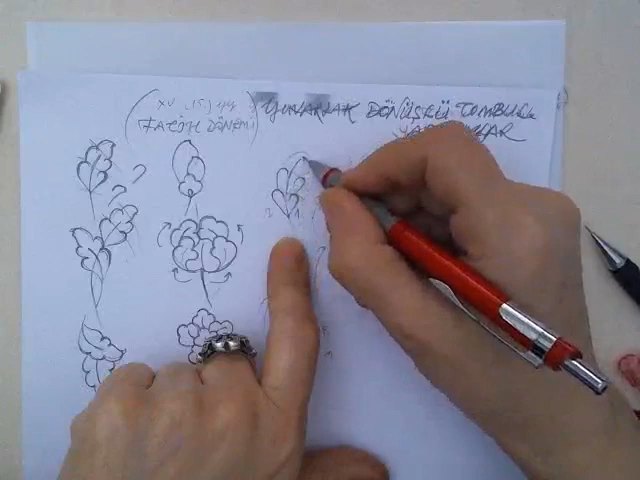 (XV. (15) yy YUVARLAK DÖNÜŞLÜ TOMBUL
FATİH DÖNEMİ) YAPRAKLAR